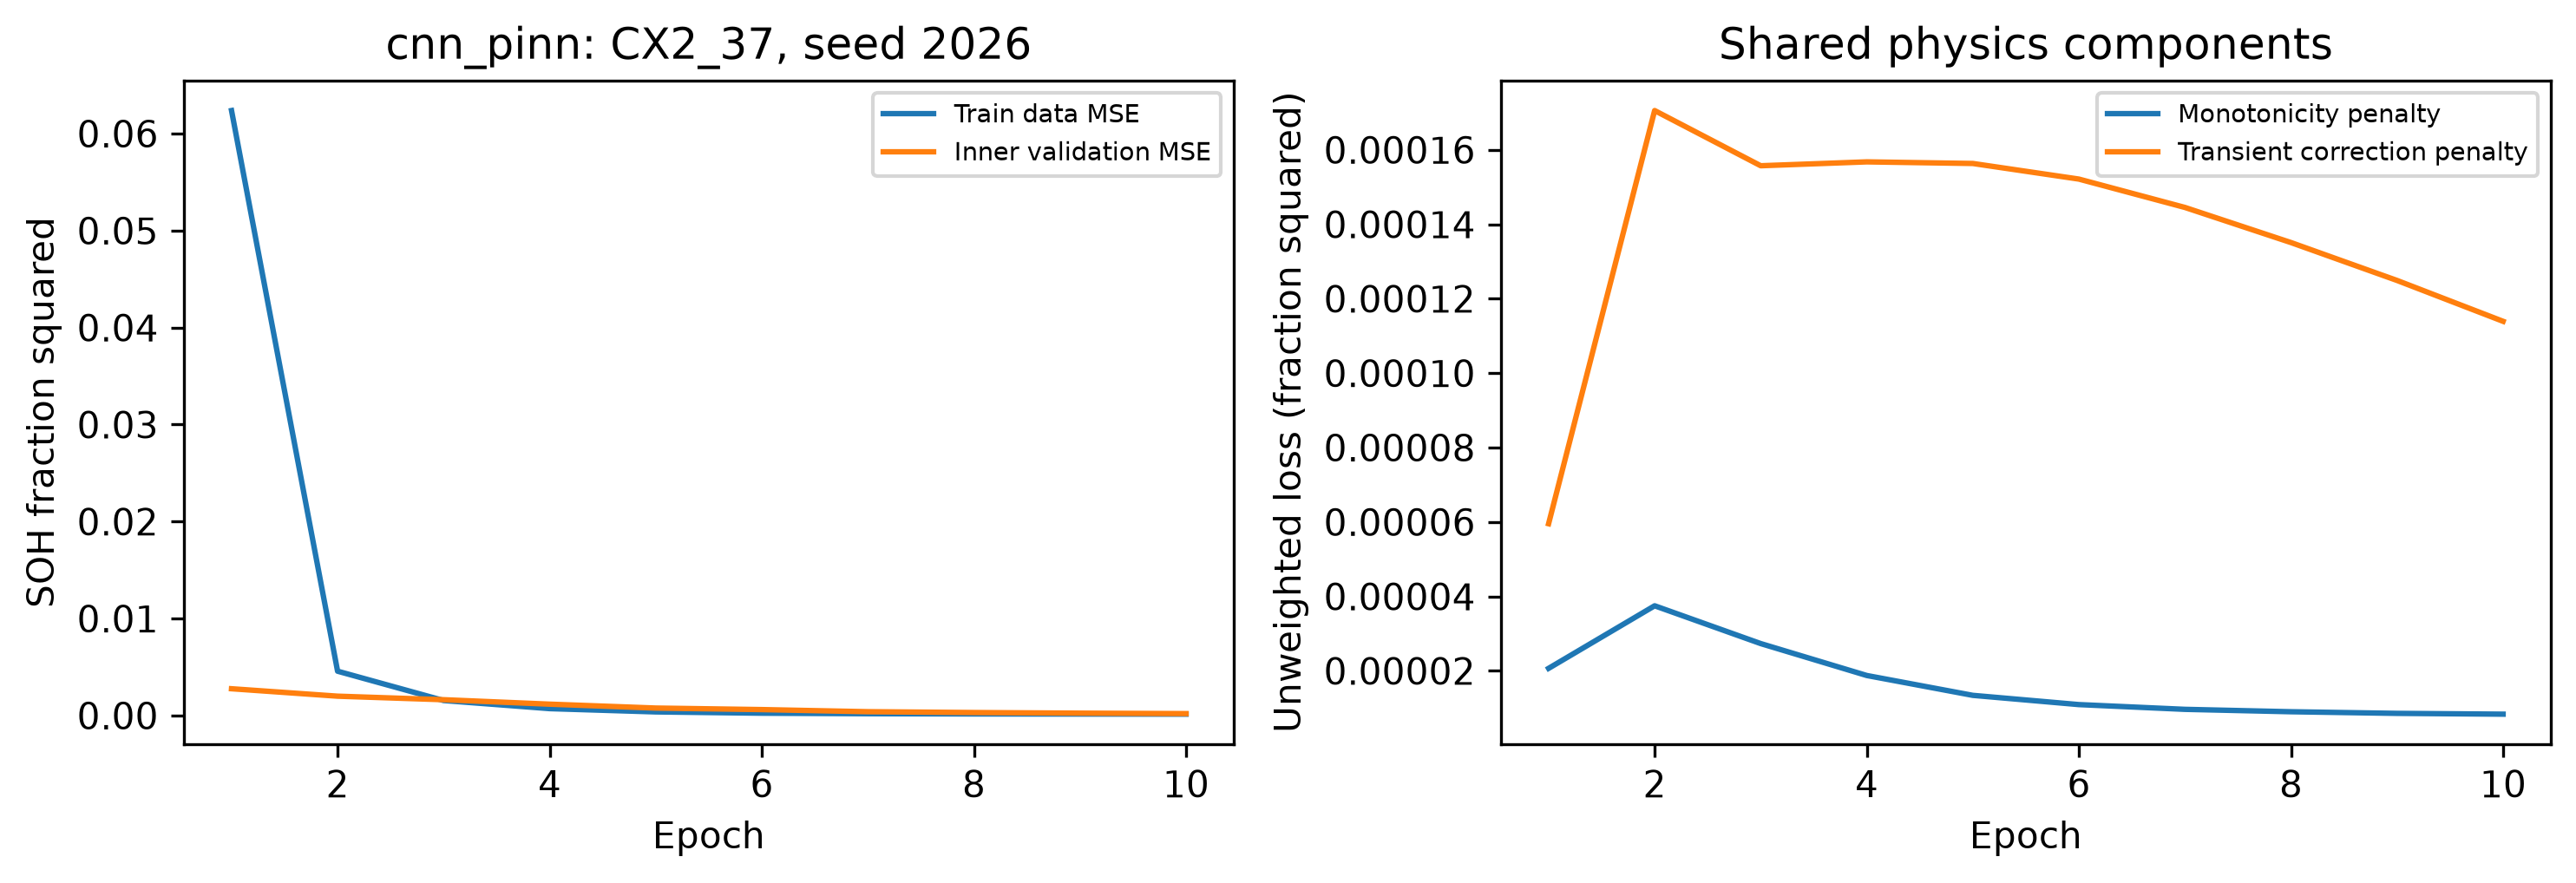 cnn_pinn: CX2_37, seed 2026
SOH fraction squared
0.06
0.05
0.04
0.03
0.02
0.01
0.00
Train data MSE
Inner validation MSE
2 4 6 8 10
Epoch
Shared physics components
Unweighted loss (fraction squared)
0.00016
0.00014
0.00012
0.00010
0.00008
0.00006
0.00004
0.00002
Monotonicity penalty
Transient correction penalty
2 4 6 8 10
Epoch